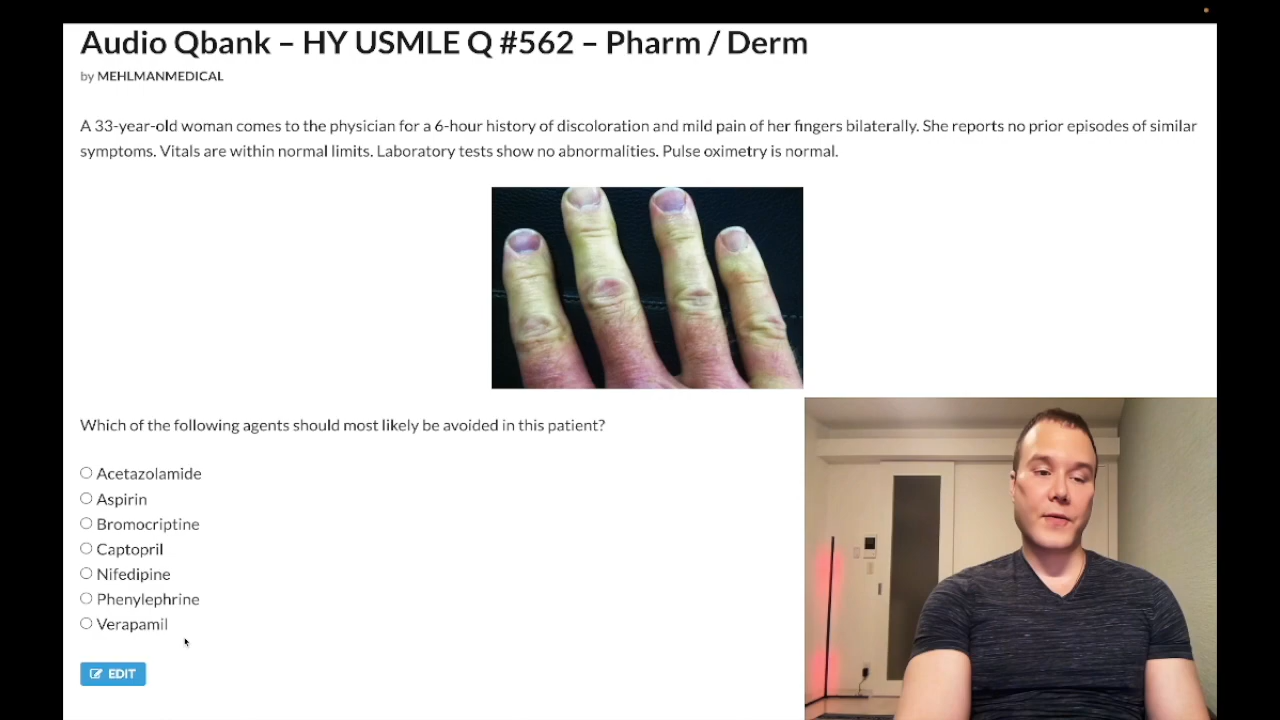 Audio Qbank – HY USMLE Q #562 – Pharm / Derm
by MEHLMANMEDICAL
A 33-year-old woman comes to the physician for a 6-hour history of discoloration and mild pain of her fingers bilaterally. She reports no prior episodes of similar
symptoms. Vitals are within normal limits. Laboratory tests show no abnormalities. Pulse oximetry is normal.
Which of the following agents should most likely be avoided in this patient?
Acetazolamide
Aspirin
Bromocriptine
Captopril
Nifedipine
Phenylephrine
Verapamil
EDIT